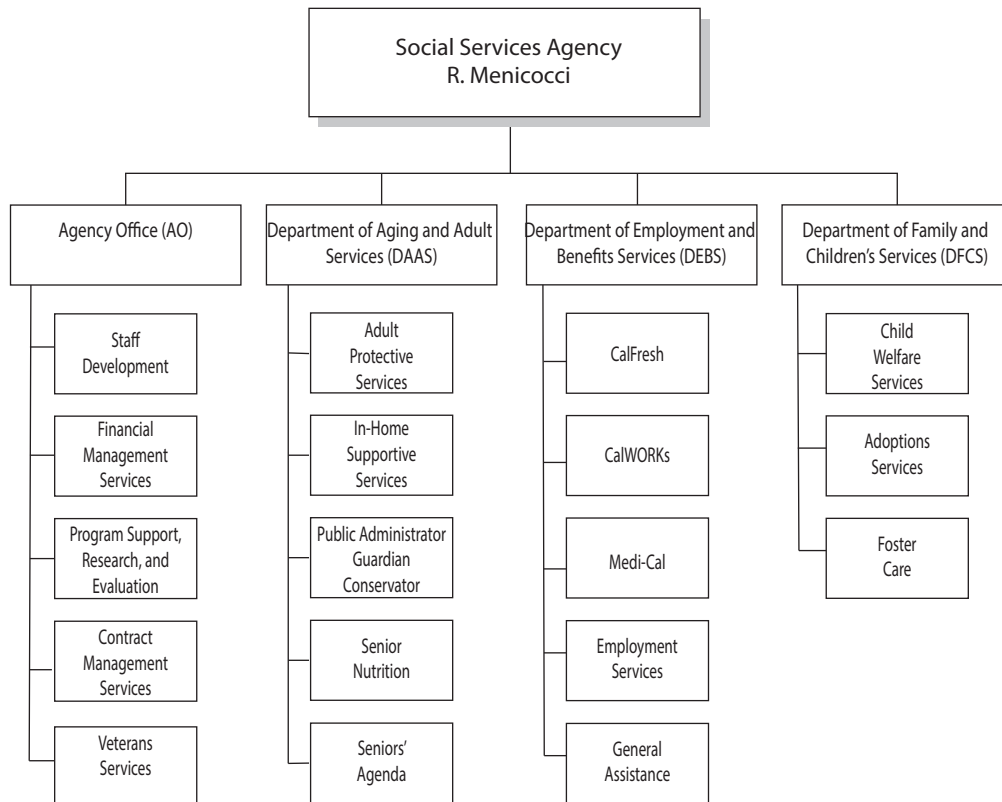 Social Services Agency
R. Menicocci
Agency Office (AO)
Staff
Development
Financial
Management
Services
Program Support,
Research, and
Evaluation
Contract
Management
Services
Veterans
Services
Department of Aging and Adult
Services (DAAS)
Adult
Protective
Services
In-Home
Supportive
Services
Public Administrator
Guardian
Conservator
Senior
Nutrition
Seniors’
Agenda
Department of Employment and
Benefits Services (DEBS)
CalFresh
CalWORKs
Medi-Cal
Employment
Services
General
Assistance
Department of Family and
Children’s Services (DFCS)
Child
Welfare
Services
Adoptions
Services
Foster
Care